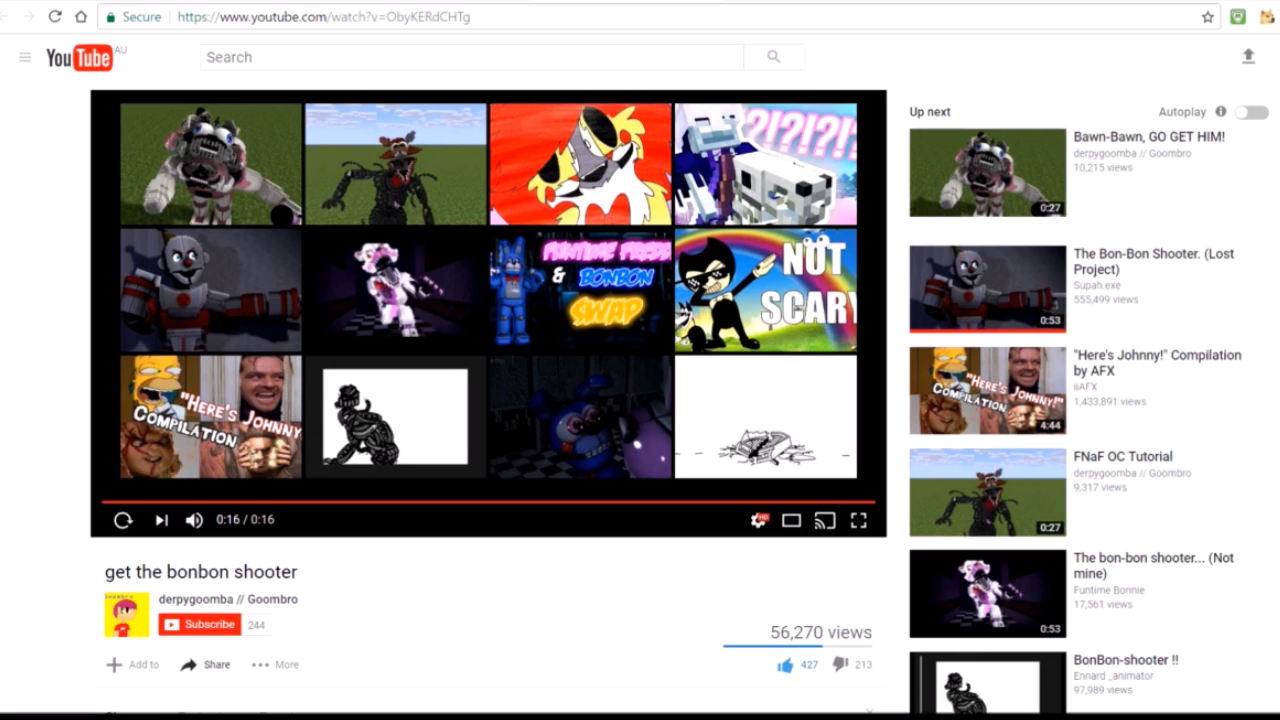 Secure
https://www.youtube.com/watch?v=ObyKERdCHTg
YouTube AU
Search
?!?!?!?
FUNTIME FREDD
&
BONBON
SWAP
NOT
SCARY
"HERE'S JOHNNY
COMPILATION
0:16 / 0:16
HD
get the bonbon shooter
derpygoomba // Goombro
Subscribe 244
56,270 views
Add to Share More
427 213
Up next Autoplay
Bawn-Bawn, GO GET HIM!
derpygoomba // Goombro
10,215 views
0:27
The Bon-Bon Shooter. (Lost
Project)
Supah.exe
555,499 views
0:53
"Here's Johnny!" Compilation
by AFX
iiAFX
1,433,891 views
"HERE'S JOHNNY!"
COMPILATION
4:44
FNaF OC Tutorial
derpygoomba // Goombro
9,317 views
0:27
The bon-bon shooter... (Not
mine)
Funtime Bonnie
17,561 views
0:53
BonBon-shooter !!
Ennard _animator
97,989 views